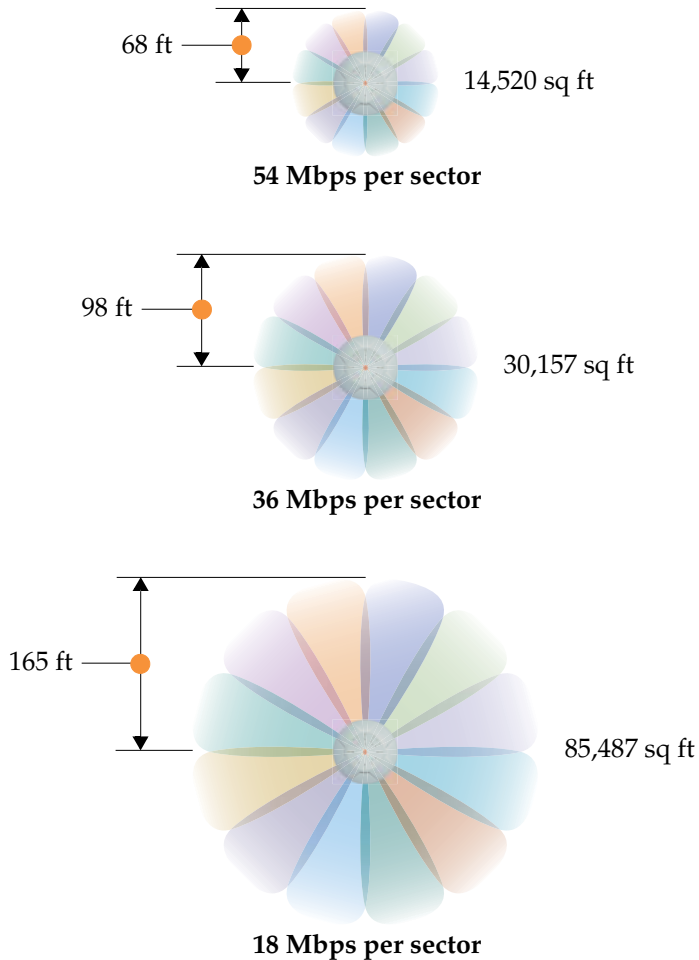 68 ft
14,520 sq ft
54 Mbps per sector
98 ft
30,157 sq ft
36 Mbps per sector
165 ft
85,487 sq ft
18 Mbps per sector